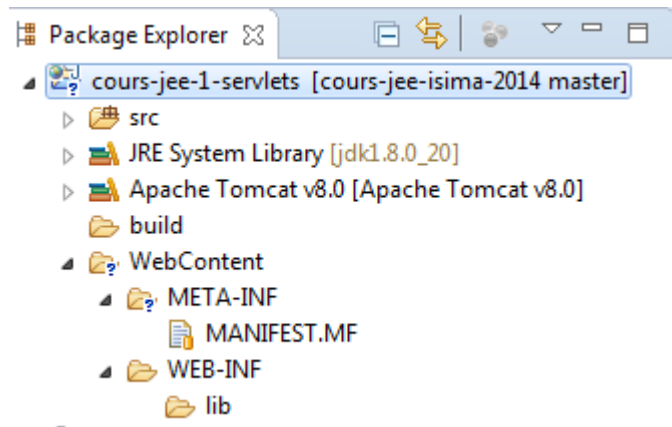 Package Explorer
cours-jee-1-servlets [cours-jee-isima-2014 master]
src
JRE System Library [jdk1.8.0_20]
Apache Tomcat v8.0 [Apache Tomcat v8.0]
build
WebContent
META-INF
MANIFEST.MF
WEB-INF
lib